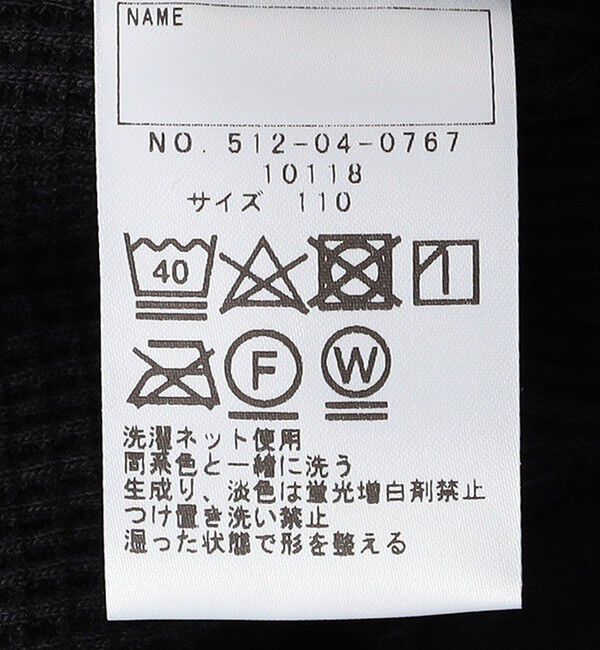 NAME
NO. 512-04-0767
10118
サイズ 110
40
F W
洗濯ネット使用
同系色と一緒に洗う
生成り、淡色は蛍光増白剤禁止
つけ置き洗い禁止
湿った状態で形を整える